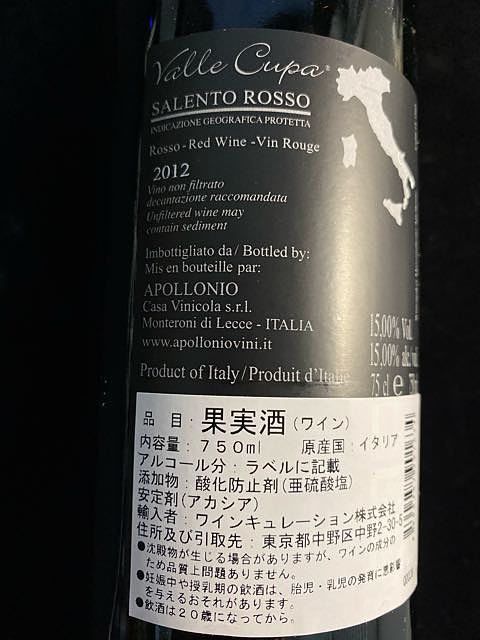 Valle Cupa®
SALENTO ROSSO
INDICAZIONE GEOGRAFICA PROTETTA
Rosso - Red Wine - Vin Rouge
2012
Vino non filtrato
decantazione raccomandata
Unfiltered wine may
contain sediment
Imbottigliato da / Bottled by:
Mis en bouteille par:
APOLLONIO
Casa Vinicola s.r.l.
Monteroni di Lecce - ITALIA
www.apolloniovini.it
15,00% Vol.
15,00% alc.
75 cl e
Product of Italy / Produit d'Italie
品 目:果実酒(ワイン)
内容量:750ml 原産国:イタリア
アルコール分:ラベルに記載
添加物:酸化防止剤(亜硫酸塩)
安定剤(アカシア)
輸入者:ワインキュレーション株式会社
住所及び引取先:東京都中野区中野2-30-5
●沈殿物が生じる場合がありますが、ワインの成分の
ため品質上問題ありません。
●妊娠中や授乳期の飲酒は、胎児・乳児の発育に悪影響
を与えるおそれがあります。
●飲酒は20歳になってから。